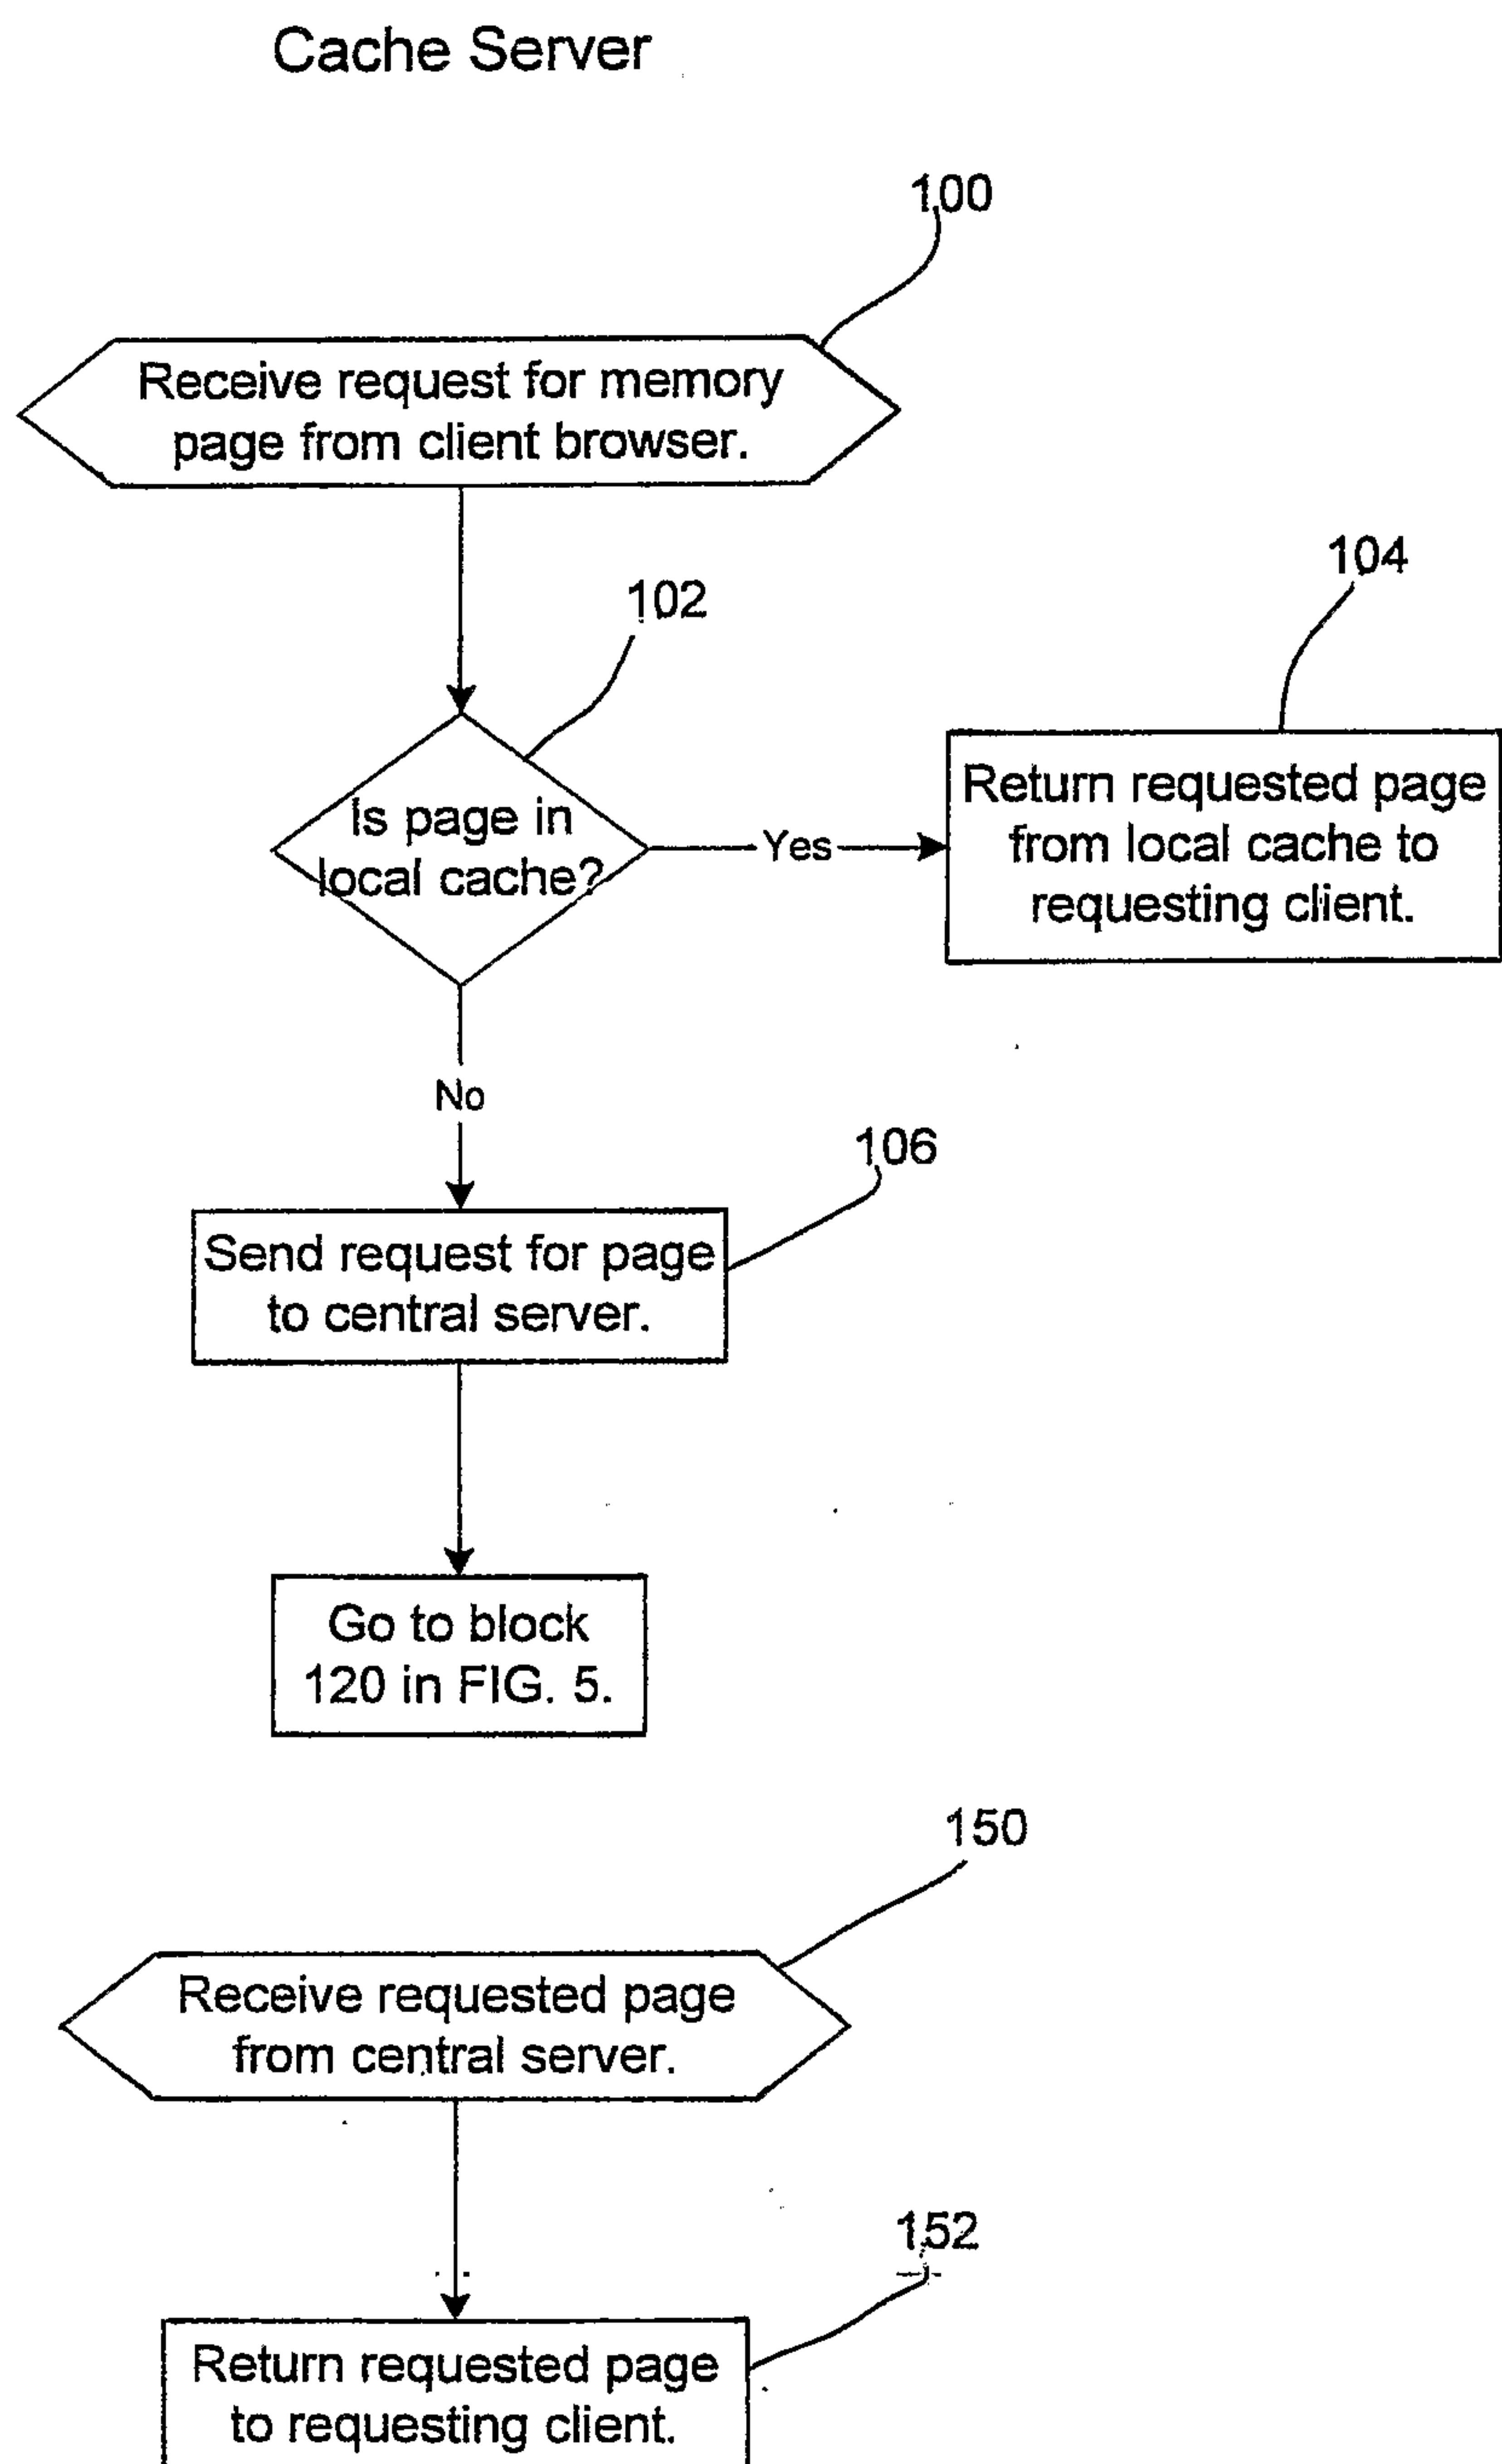 Cache Server
100
Receive request for memory
page from client browser.
102
104
Is page in
local cache?
Yes
Return requested page
from local cache to
requesting client.
No
106
Send request for page
to central server.
Go to block
120 in FIG. 5.
150
Receive requested page
from central server.
152
Return requested page
to requesting client.